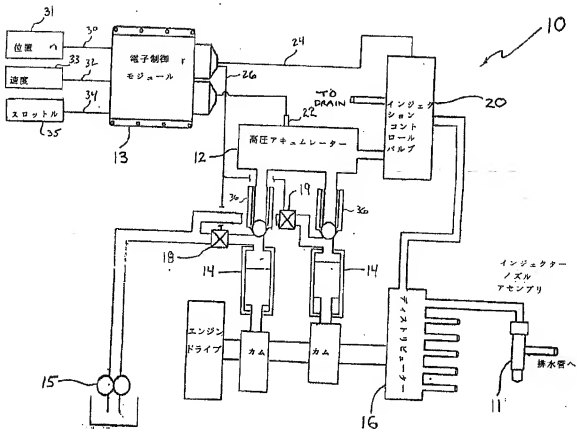 31
位置
30
33
速度
32
スロットル
34
35
電子制御
モジュール
13
24
26
10
TO
DRAIN
インジェク
ション
コント
ロール
バルブ
20
22
12
高圧アキュムレーター
36
19
36
18
14
14
エンジン
ドライブ
カム
カム
15
ディストリビューター
16
インジェクター
ノズル
アセンブリ
排水管へ
11